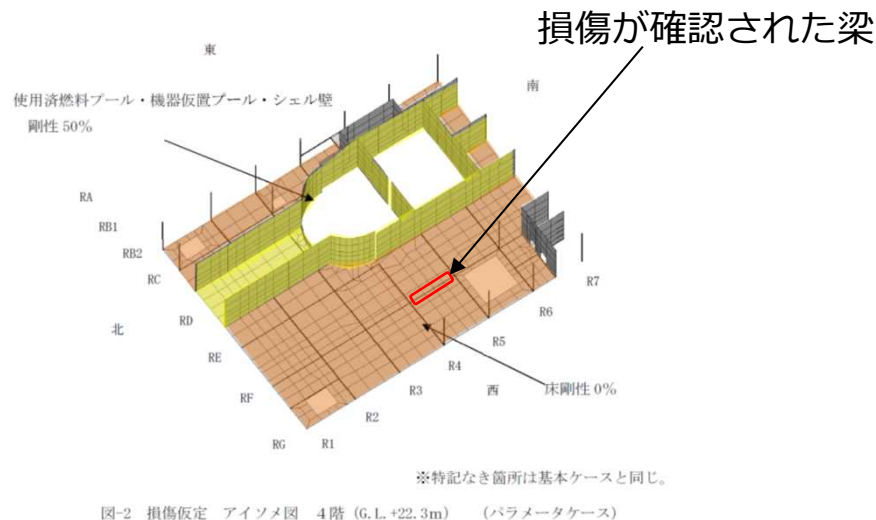 損傷が確認された梁
東
南
使用済燃料プール・機器仮置プール・シェル壁
剛性 50%
RA
RB1
RB2
RC
RD
RE
RF
RG
北
R1
R2
R3
R4
R5
R6
R7
西
床剛性 0%
※特記なき箇所は基本ケースと同じ。
図-2 損傷仮定 アイソメ図 4階 (G.L.+22.3m) (パラメータケース)